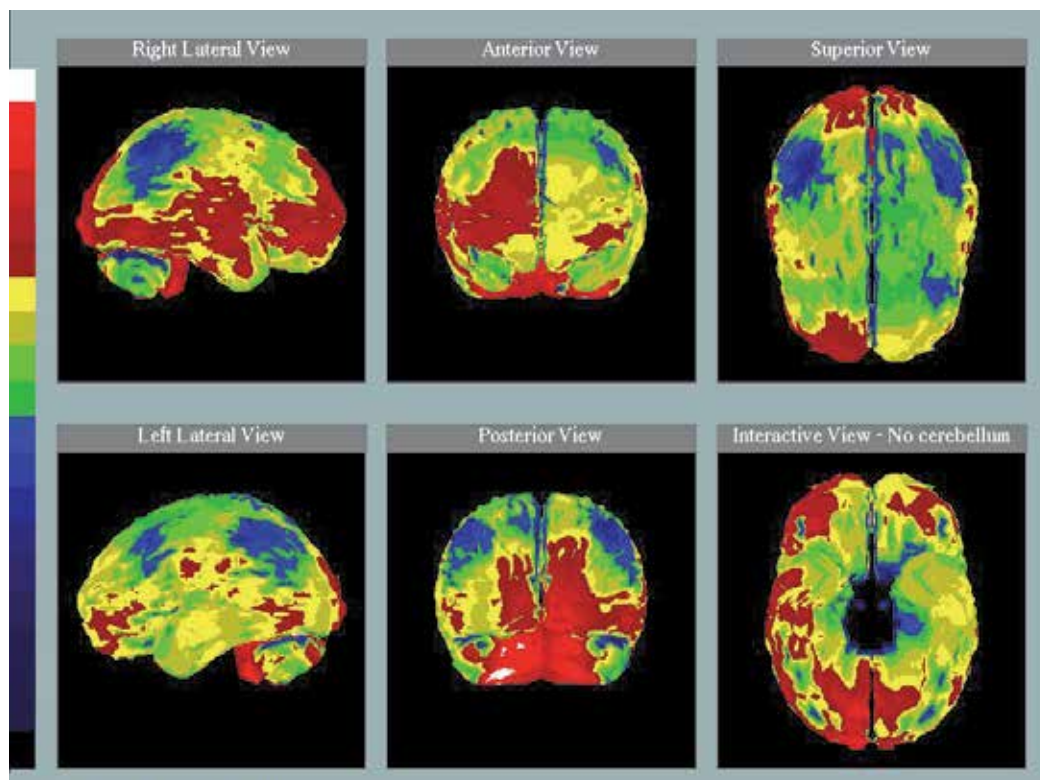 Right Lateral View
Anterior View
Superior View
Left Lateral View
Posterior View
Interactive View - No cerebellum